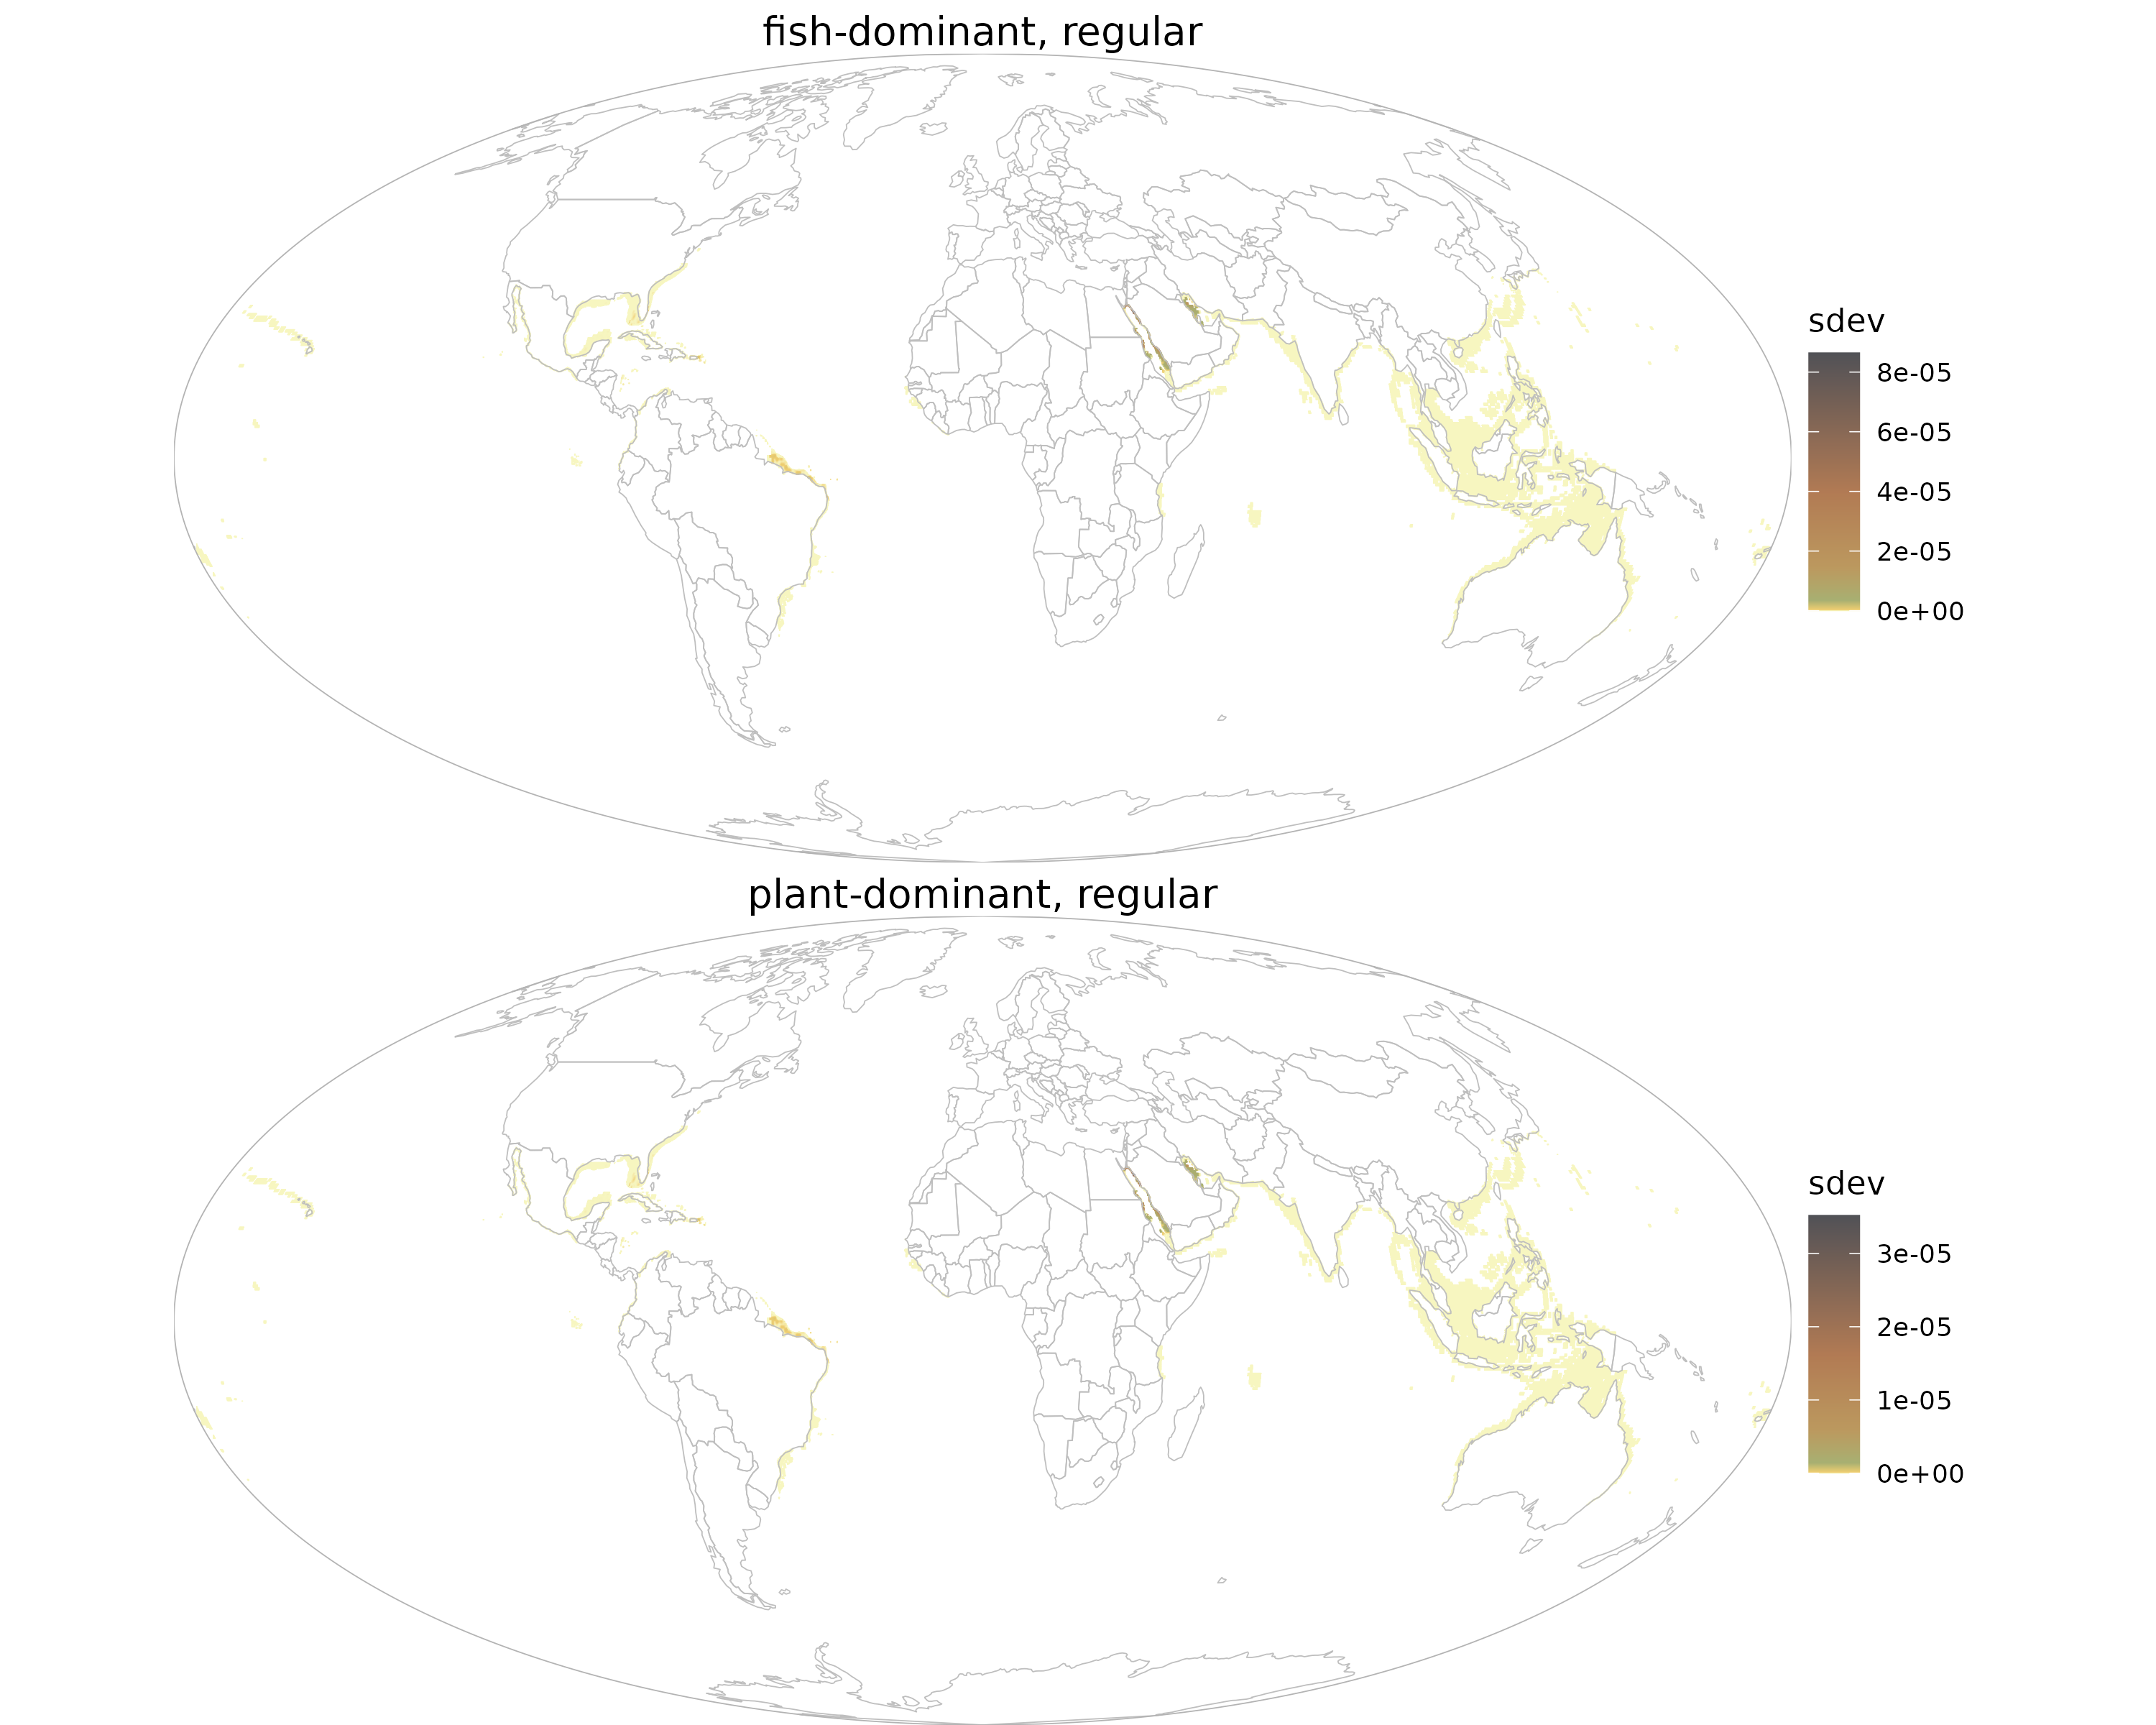 fish-dominant, regular
sdev
8e-05
6e-05
4e-05
2e-05
0e+00
plant-dominant, regular
sdev
3e-05
2e-05
1e-05
0e+00